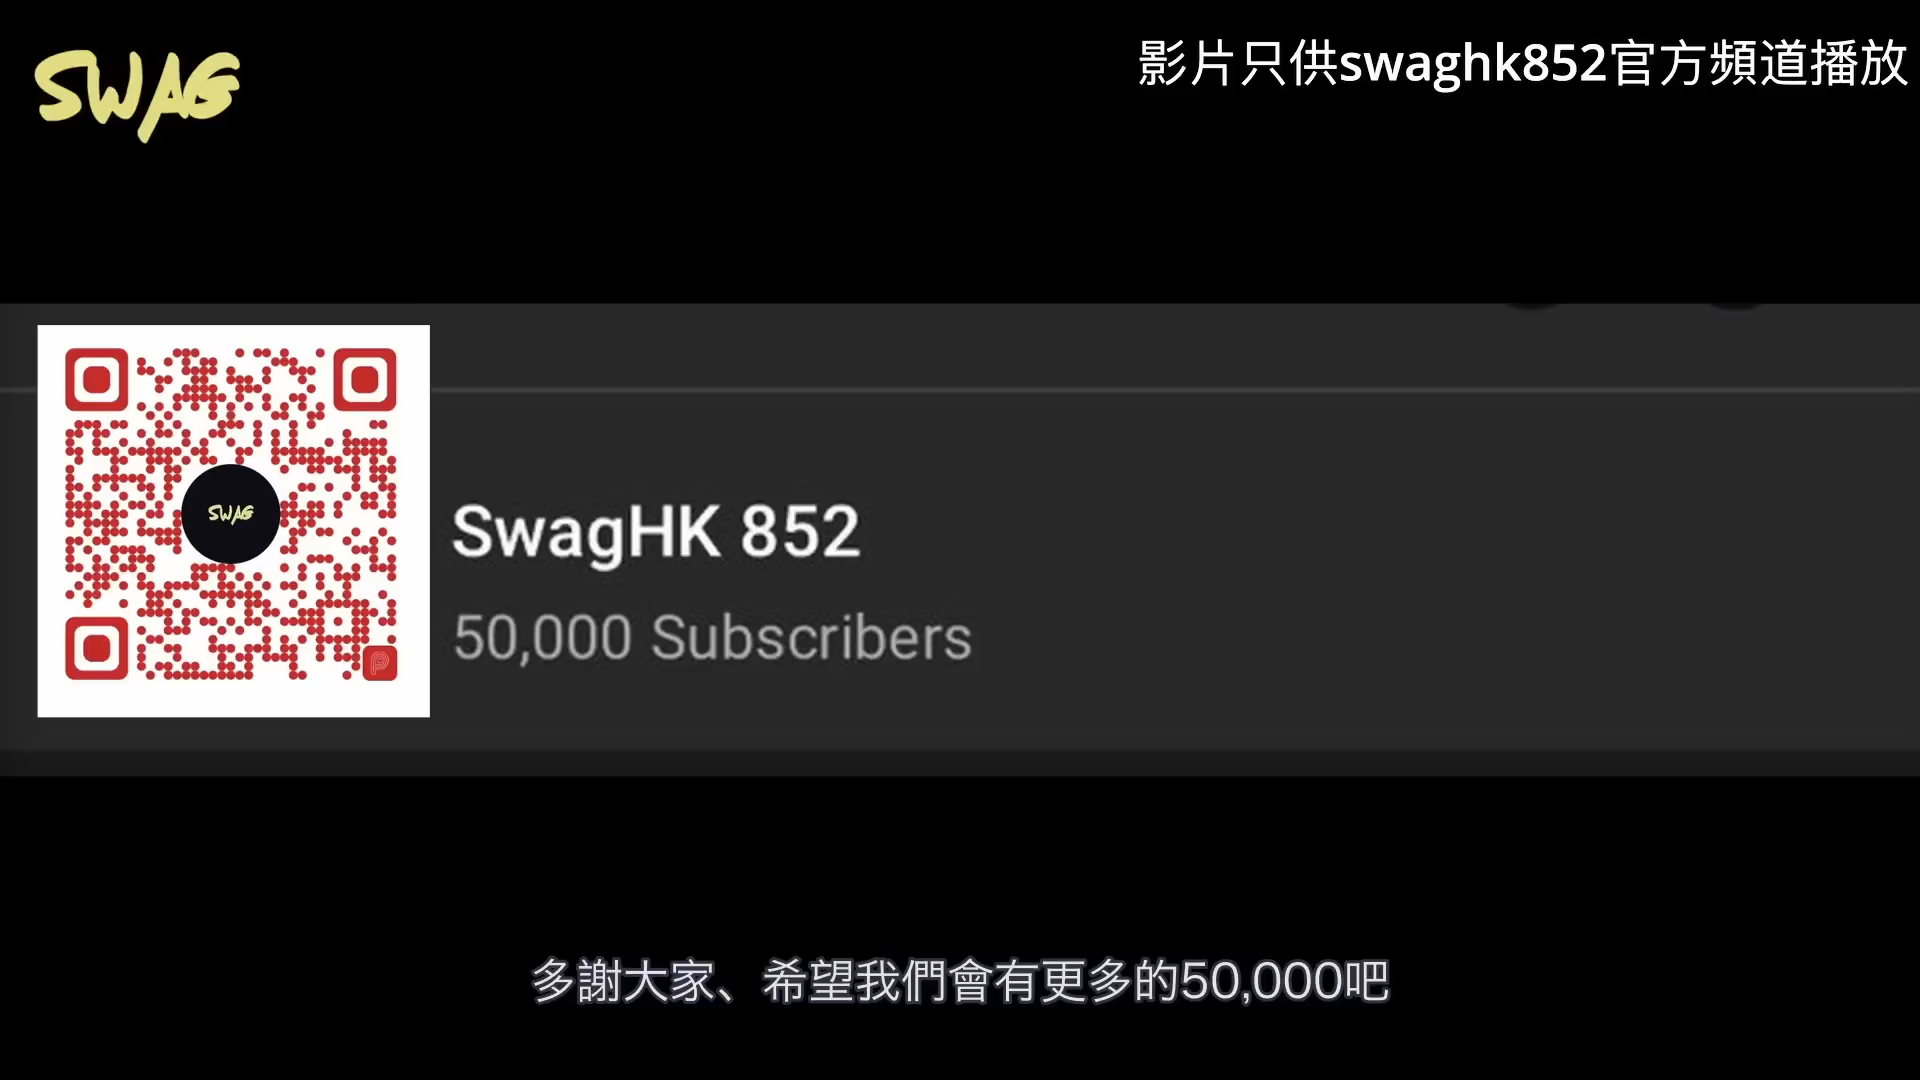 SWAG
影片只供swaghk852官方頻道播放
SWAG
SwagHK 852
50,000 Subscribers
多謝大家、希望我們會有更多的50,000吧